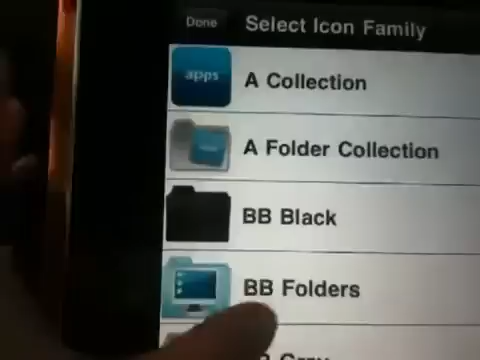 Done
Select Icon Family
apps
A Collection
A Folder Collection
BB Black
BB Folders